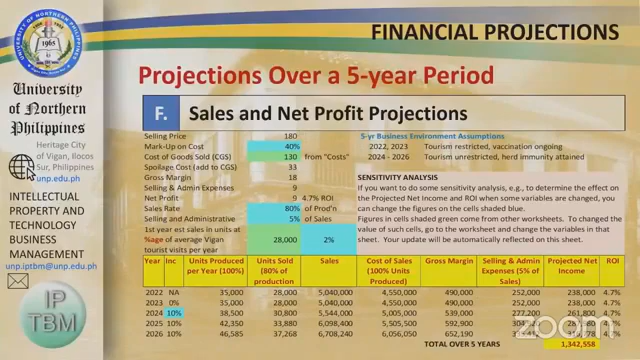 FINANCIAL PROJECTIONS
UNIVERSITY OF NORTHERN PHILIPPINES
1965
University of Northern Philippines
Heritage City of Vigan, Ilocos Sur, Philippines
unp.edu.ph
INTELLECTUAL PROPERTY AND TECHNOLOGY BUSINESS MANAGEMENT
unp.iptbm@unp.edu.ph
IP
TBM
Projections Over a 5-year Period
F. Sales and Net Profit Projections
Selling Price 180
Mark-Up on Cost 40%
Cost of Goods Sold (CGS) 130 from "Costs"
Spoilage Cost (add to CGS) 33
Gross Margin 18
Selling & Admin Expenses 9
Net Profit 9 4.7% ROI
Sales Rate 80% of Prod'n
Selling and Administrative 5% of Sales
1st year est sales in units at %age of average Vigan tourist visits per year 28,000 2%
5-yr Business Environment Assumptions
2022, 2023 Tourism restricted, vaccination ongoing
2024 - 2026 Tourism unrestricted, herd immunity attained
SENSITIVITY ANALYSIS
If you want to do some sensitivity analysis, e.g., to determine the effect on
the Projected Net Income and ROI when some variables are changed, you
can change the figures on the cells shaded blue.
Figures in cells shaded green come from other worksheets. To changed the
value of such cells, go to the worksheet and change the variables in that
sheet. Your update will be automatically reflected on this sheet.
Year Inc Units Produced per Year (100%) Units Sold (80% of production Sales Cost of Sales (100% Units Produced) Gross Margin Selling & Admin Expenses (5% of Sales) Projected Net Income ROI
2022 NA 35,000 28,000 5,040,000 4,550,000 490,000 252,000 238,000 4.7%
2023 0% 35,000 28,000 5,040,000 4,550,000 490,000 252,000 238,000 4.7%
2024 10% 38,500 30,800 5,544,000 5,005,000 539,000 277,200 261,800 4.7%
2025 10% 42,350 33,880 6,098,400 5,505,500 592,900
2026 10% 46,585 37,268 6,708,240 6,056,050 652,190
TOTAL OVER 5 YEARS 1,342,558
zoom